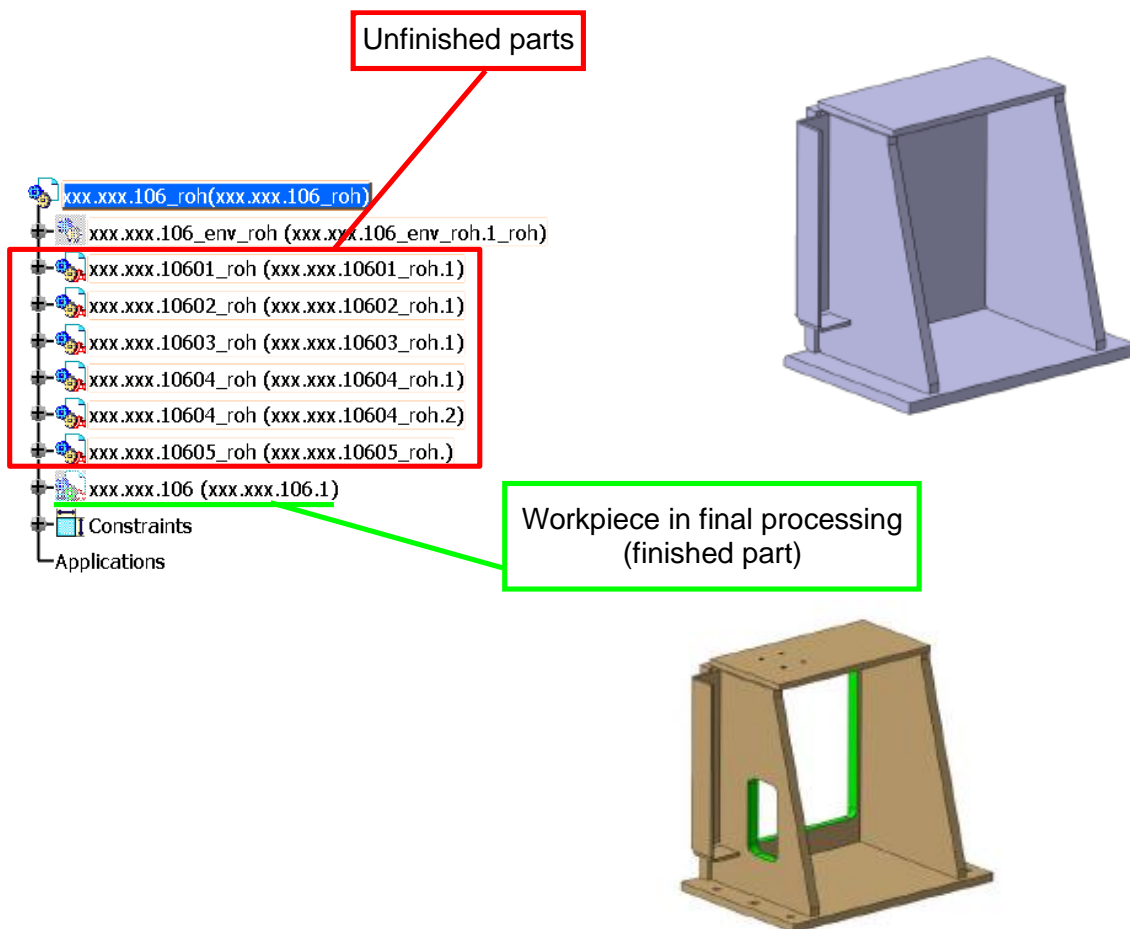 Unfinished parts
xxx.xxx.106_roh(xxx.xxx.106_roh)
xxx.xxx.106_env_roh (xxx.xxx.106_env_roh.1_roh)
xxx.xxx.10601_roh (xxx.xxx.10601_roh.1)
xxx.xxx.10602_roh (xxx.xxx.10602_roh.1)
xxx.xxx.10603_roh (xxx.xxx.10603_roh.1)
xxx.xxx.10604_roh (xxx.xxx.10604_roh.1)
xxx.xxx.10604_roh (xxx.xxx.10604_roh.2)
xxx.xxx.10605_roh (xxx.xxx.10605_roh.)
xxx.xxx.106 (xxx.xxx.106.1)
Constraints
Applications
Workpiece in final processing
(finished part)